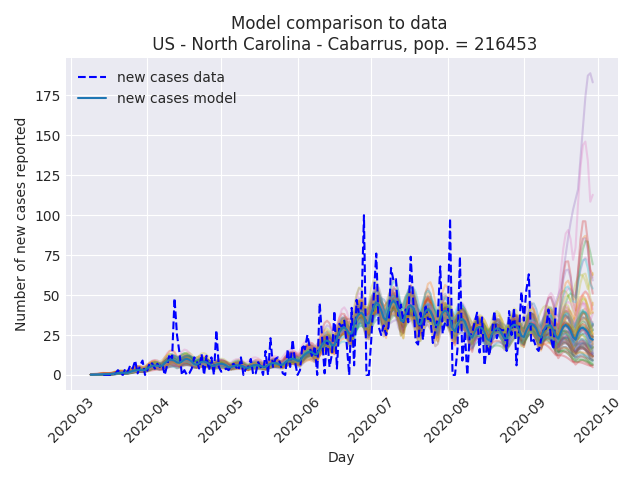 Model comparison to data
US - North Carolina - Cabarrus, pop. = 216453
new cases data
new cases model
Number of new cases reported
175
150
125
100
75
50
25
0
2020-03
2020-04
2020-05
2020-06
2020-07
2020-08
2020-09
2020-10
Day